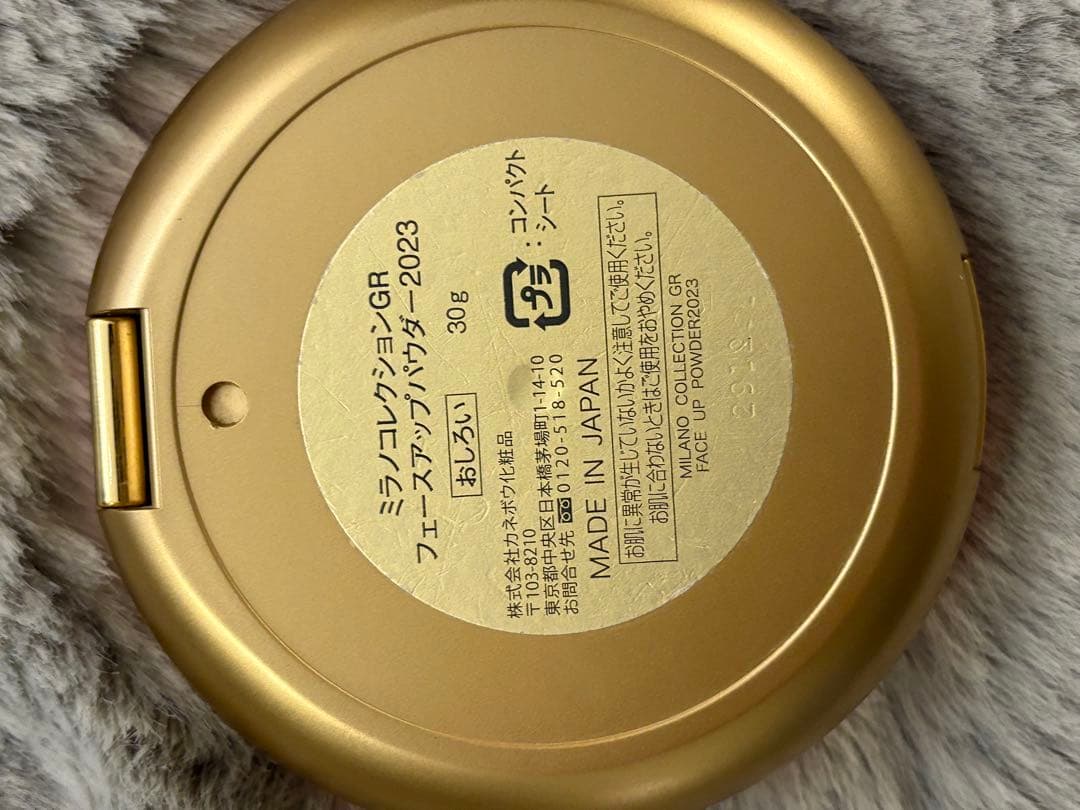 ミラノコレクションGR
フェースアップパウダー2023
おしろい 30g
株式会社カネボウ化粧品
〒103-8210
東京都中央区日本橋茅場町1-14-10
お問合せ先 0120-518-520
プラ : コンパクト
シート
MADE IN JAPAN
お肌に異常が生じていないかよく注意してご使用ください。
お肌に合わないときはご使用をおやめください。
MILANO COLLECTION GR
FACE UP POWDER2023